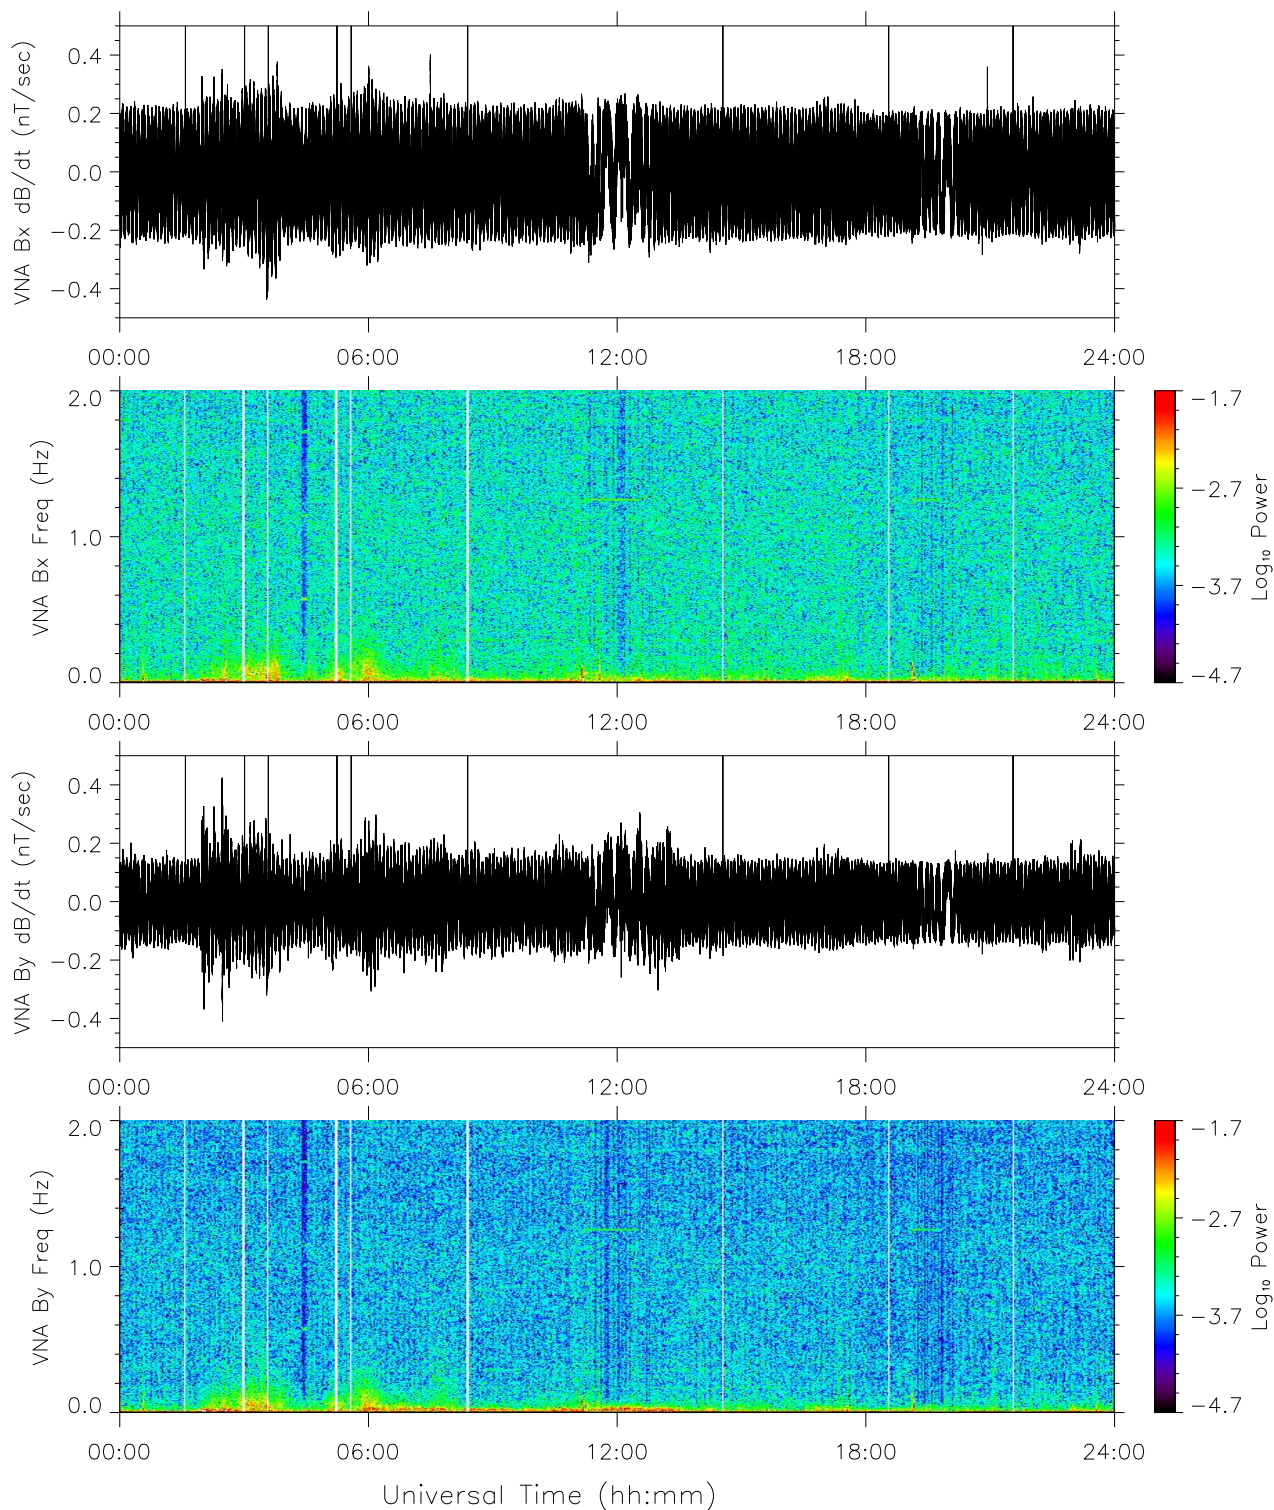 VNA Bx dB/dt (nT/sec)
0.4
0.2
0.0
−0.2
−0.4
00:00 06:00 12:00 18:00 24:00
VNA Bx Freq (Hz)
2.0
1.0
0.0
−1.7
−2.7
−3.7
−4.7
Log₁₀ Power
00:00 06:00 12:00 18:00 24:00
VNA By dB/dt (nT/sec)
0.4
0.2
0.0
−0.2
−0.4
00:00 06:00 12:00 18:00 24:00
VNA By Freq (Hz)
2.0
1.0
0.0
−1.7
−2.7
−3.7
−4.7
Log₁₀ Power
00:00 06:00 12:00 18:00 24:00
Universal Time (hh:mm)